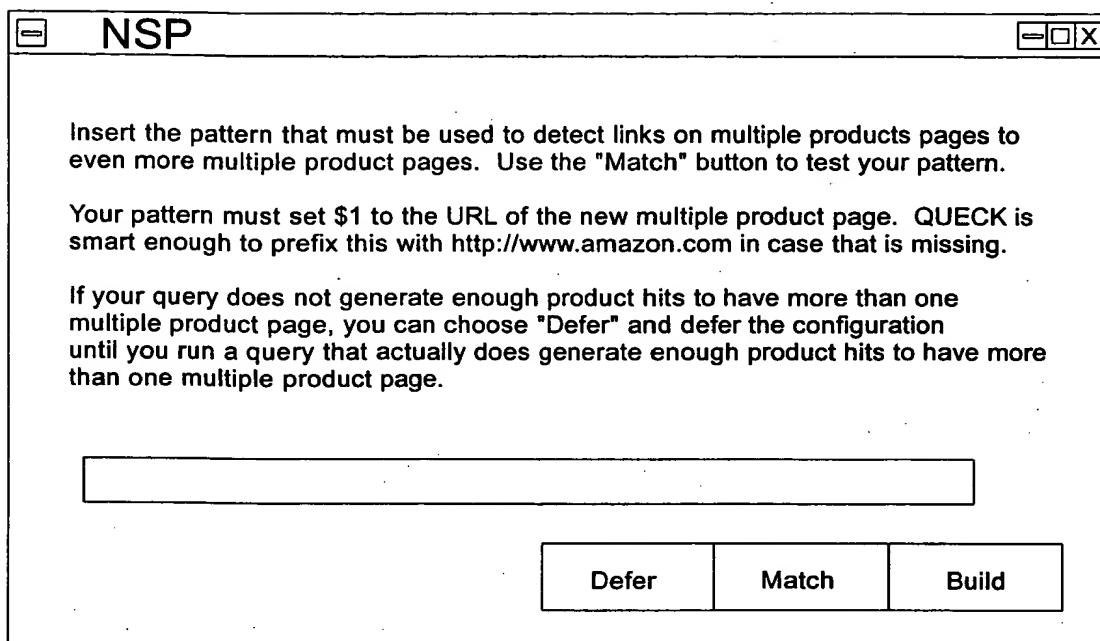 NSP
Insert the pattern that must be used to detect links on multiple products pages to
even more multiple product pages. Use the "Match" button to test your pattern.
Your pattern must set $1 to the URL of the new multiple product page. QUECK is
smart enough to prefix this with http://www.amazon.com in case that is missing.
If your query does not generate enough product hits to have more than one
multiple product page, you can choose "Defer" and defer the configuration
until you run a query that actually does generate enough product hits to have more
than one multiple product page.
Defer Match Build